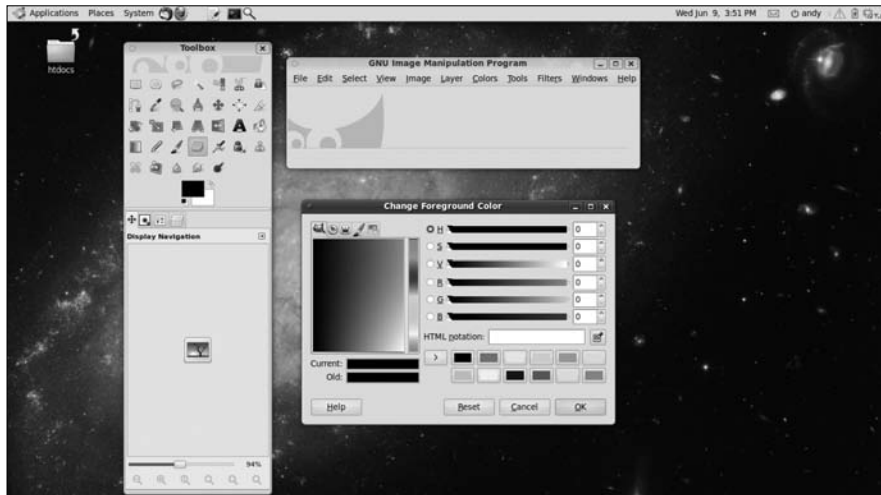 Applications Places System
Wed Jun 9, 3:51 PM
andy
htdocs
Toolbox
Display Navigation
94%
GNU Image Manipulation Program
File Edit Select View Image Layer Colors Tools Filters Windows Help
Change Foreground Color
H 0
S 0
V 0
R 0
G 0
B 0
HTML notation:
Current:
Old:
Help Reset Cancel OK